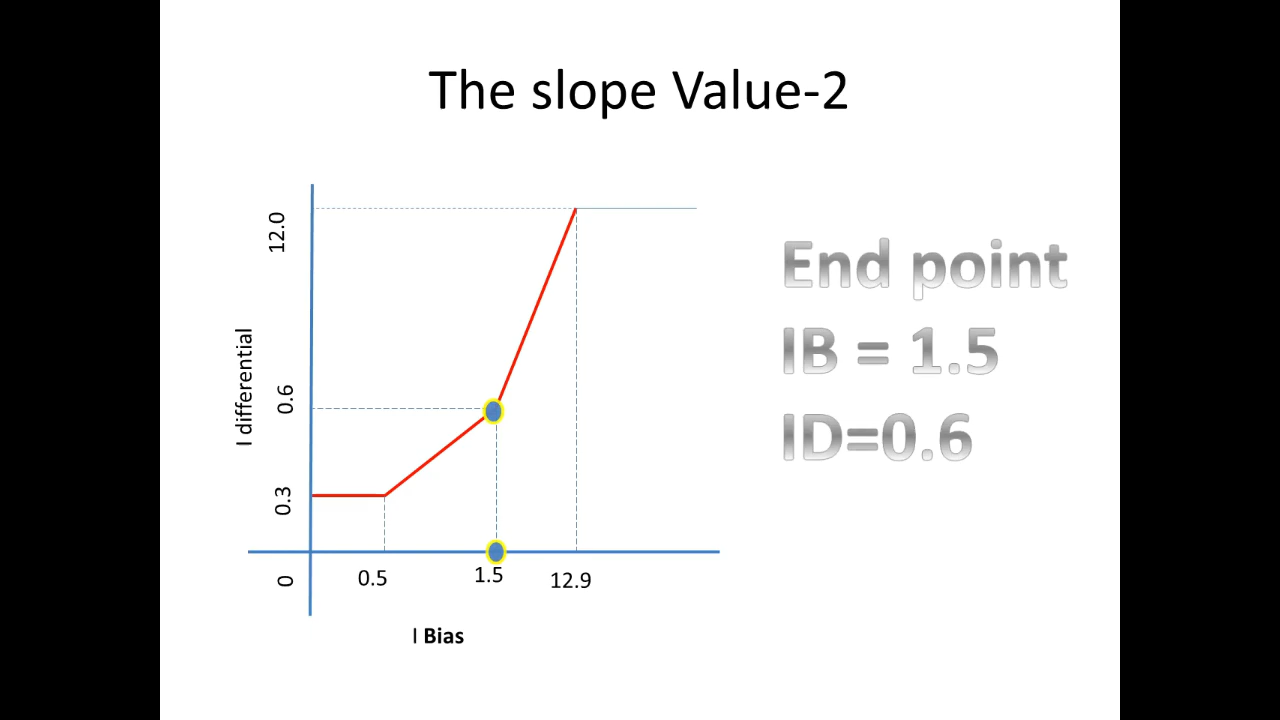 The slope Value-2
12.0
I differential
0.6
0.3
0
0.5
1.5
12.9
I Bias
End point
IB = 1.5
ID=0.6